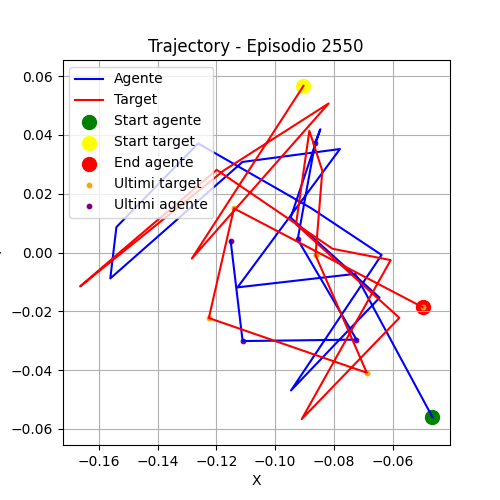 Trajectory - Episodio 2550
0.06
0.04
0.02
0.00
−0.02
−0.04
−0.06
Agente
Target
Start agente
Start target
End agente
Ultimi target
Ultimi agente
−0.16
−0.14
−0.12
−0.10
−0.08
−0.06
X